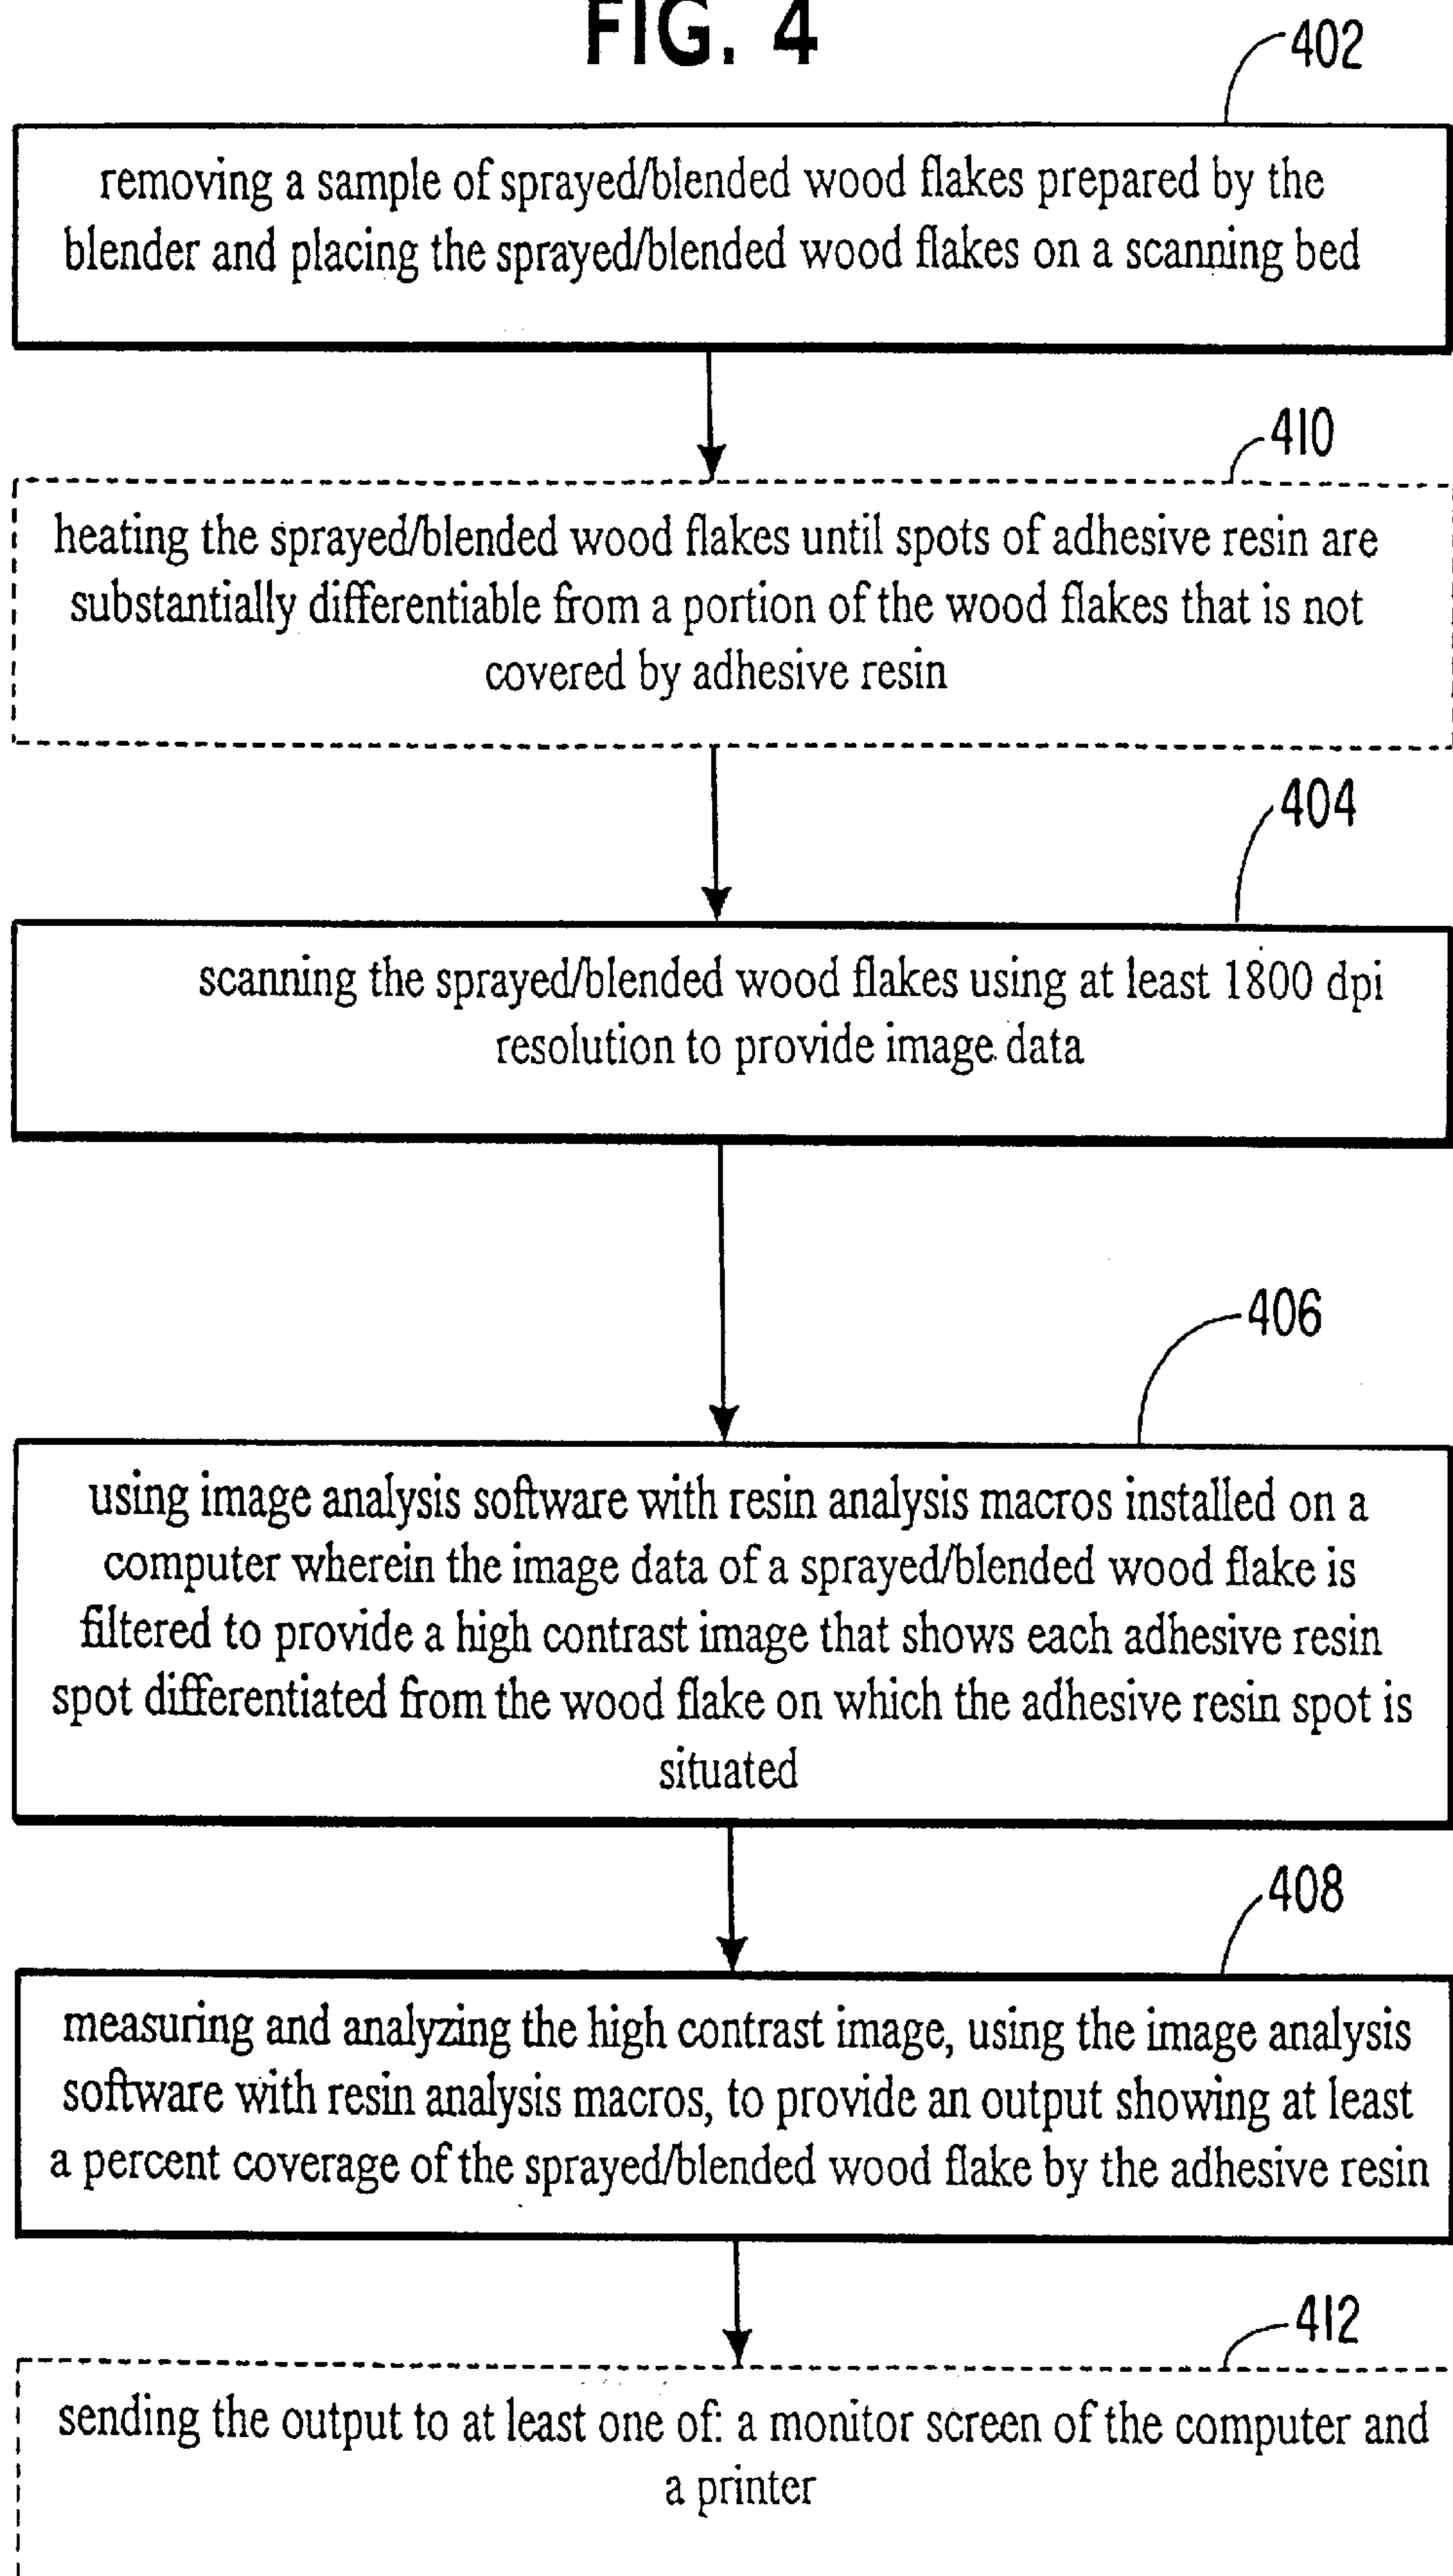 FIG. 4
402
removing a sample of sprayed/blended wood flakes prepared by the
blender and placing the sprayed/blended wood flakes on a scanning bed
410
heating the sprayed/blended wood flakes until spots of adhesive resin are
substantially differentiable from a portion of the wood flakes that is not
covered by adhesive resin
404
scanning the sprayed/blended wood flakes using at least 1800 dpi
resolution to provide image data
406
using image analysis software with resin analysis macros installed on a
computer wherein the image data of a sprayed/blended wood flake is
filtered to provide a high contrast image that shows each adhesive resin
spot differentiated from the wood flake on which the adhesive resin spot is
situated
408
measuring and analyzing the high contrast image, using the image analysis
software with resin analysis macros, to provide an output showing at least
a percent coverage of the sprayed/blended wood flake by the adhesive resin
412
sending the output to at least one of: a monitor screen of the computer and
a printer